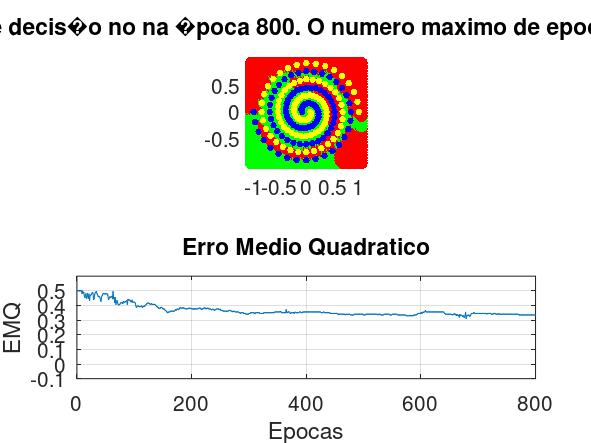 decis�o no na �poca 800. O numero maximo de
0.5
0
-0.5
-1 -0.5 0 0.5 1
Erro Medio Quadratico
EMQ
0.5
0.4
0.3
0.2
0.1
0
-0.1
0 200 400 600 800
Epocas